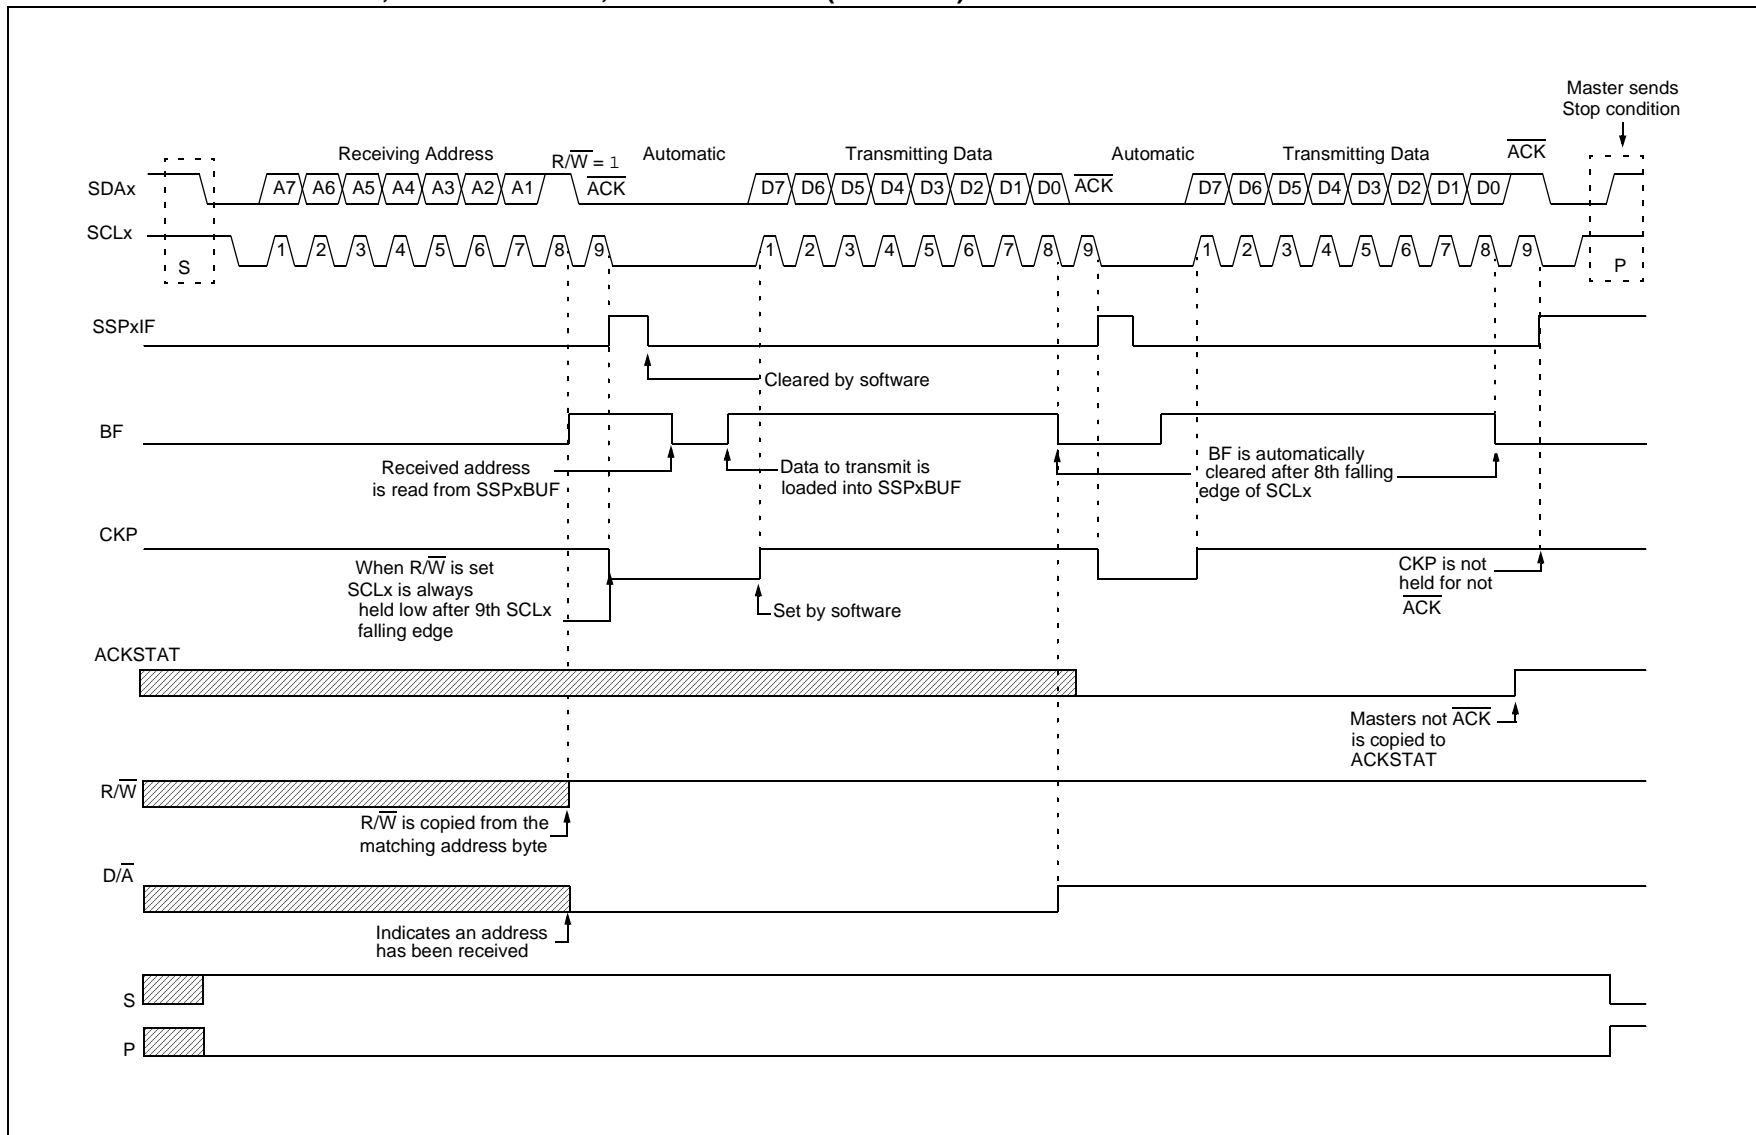 Master sends
Stop condition
Receiving Address
R/W = 1
Automatic
Transmitting Data
Automatic
Transmitting Data
ACK
SDAx
A7 A6 A5 A4 A3 A2 A1
ACK
D7 D6 D5 D4 D3 D2 D1 D0
ACK
D7 D6 D5 D4 D3 D2 D1 D0
SCLx
1 2 3 4 5 6 7 8 9
1 2 3 4 5 6 7 8 9
1 2 3 4 5 6 7 8 9
S
P
SSPxIF
Cleared by software
BF
Received address
is read from SSPxBUF
Data to transmit is
loaded into SSPxBUF
BF is automatically
cleared after 8th falling
edge of SCLx
CKP
When R/W is set
SCLx is always
held low after 9th SCLx
falling edge
Set by software
CKP is not
held for not
ACK
ACKSTAT
Masters not ACK
is copied to
ACKSTAT
R/W
R/W is copied from the
matching address byte
D/A
Indicates an address
has been received
S
P